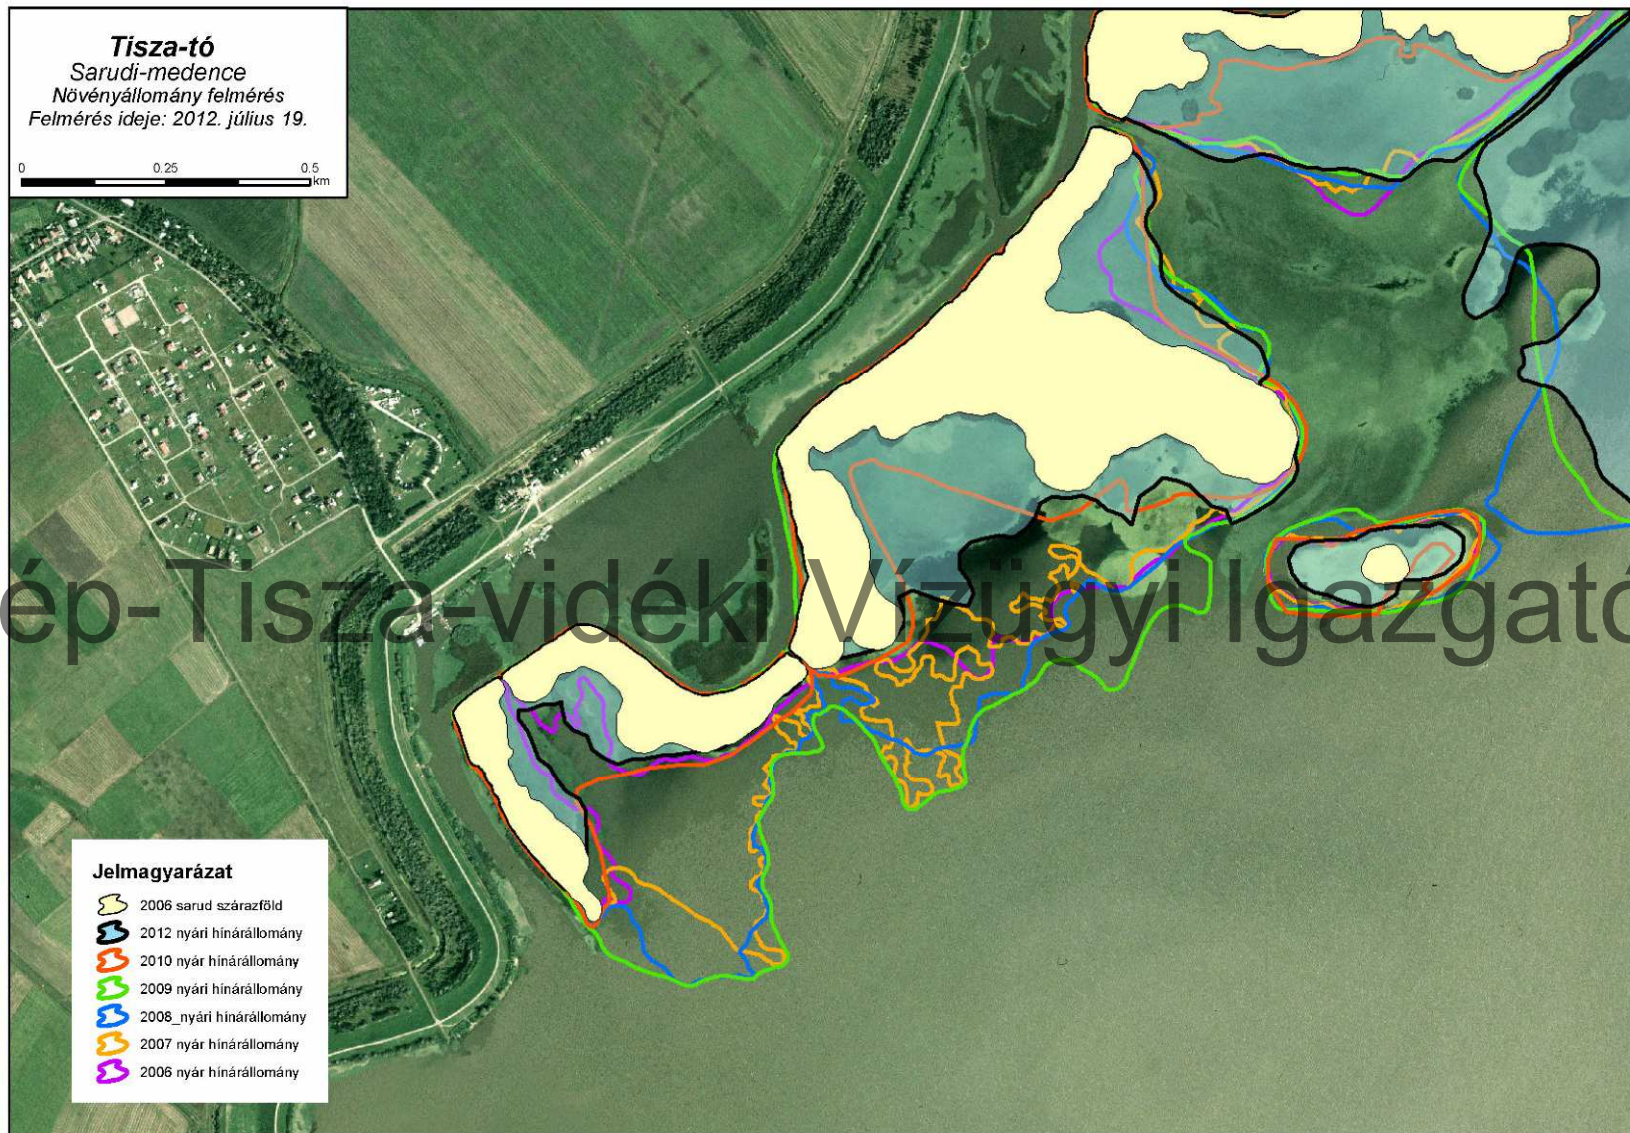 Tisza-tó
Sarudi-medence
Növényállomány felmérés
Felmérés ideje: 2012. július 19.
0 0.25 0.5
km
ép-Tisza-vidéki Vízügyi Igazgató
Jelmagyarázat
2006 sarud szárazföld
2012 nyári hínárállomány
2010 nyár hínárállomány
2009 nyári hínárállomány
2008_nyári hínárállomány
2007 nyár hínárállomány
2006 nyár hínárállomány